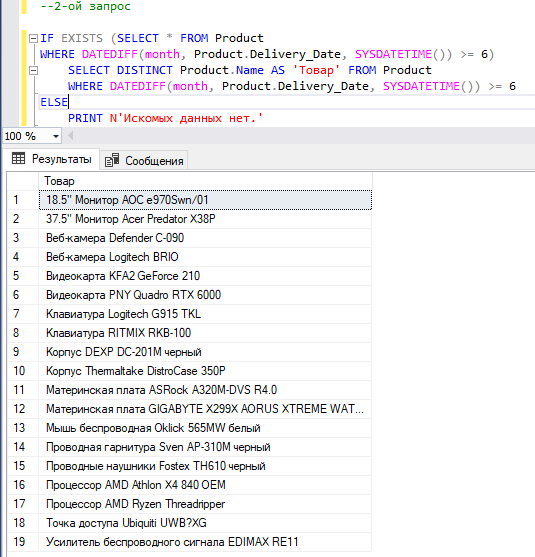 --2-ой запрос
IF EXISTS (SELECT * FROM Product
WHERE DATEDIFF(month, Product.Delivery_Date, SYSDATETIME()) >= 6)
SELECT DISTINCT Product.Name AS 'Товар' FROM Product
WHERE DATEDIFF(month, Product.Delivery_Date, SYSDATETIME()) >= 6
ELSE
PRINT N'Искомых данных нет.'
100 %
Результаты Сообщения
Товар
1 18.5" Монитор AOC e970Swn/01
2 37.5" Монитор Acer Predator X38P
3 Веб-камера Defender C-090
4 Веб-камера Logitech BRIO
5 Видеокарта KFA2 GeForce 210
6 Видеокарта PNY Quadro RTX 6000
7 Клавиатура Logitech G915 TKL
8 Клавиатура RITMIX RKB-100
9 Корпус DEXP DC-201M черный
10 Корпус Thermaltake DistroCase 350P
11 Материнская плата ASRock A320M-DVS R4.0
12 Материнская плата GIGABYTE X299X AORUS XTREME WAT...
13 Мышь беспроводная Oklick 565MW белый
14 Проводная гарнитура Sven AP-310M черный
15 Проводные наушники Fostex TH610 черный
16 Процессор AMD Athlon X4 840 OEM
17 Процессор AMD Ryzen Threadripper
18 Точка доступа Ubiquiti UWB?XG
19 Усилитель беспроводного сигнала EDIMAX RE11